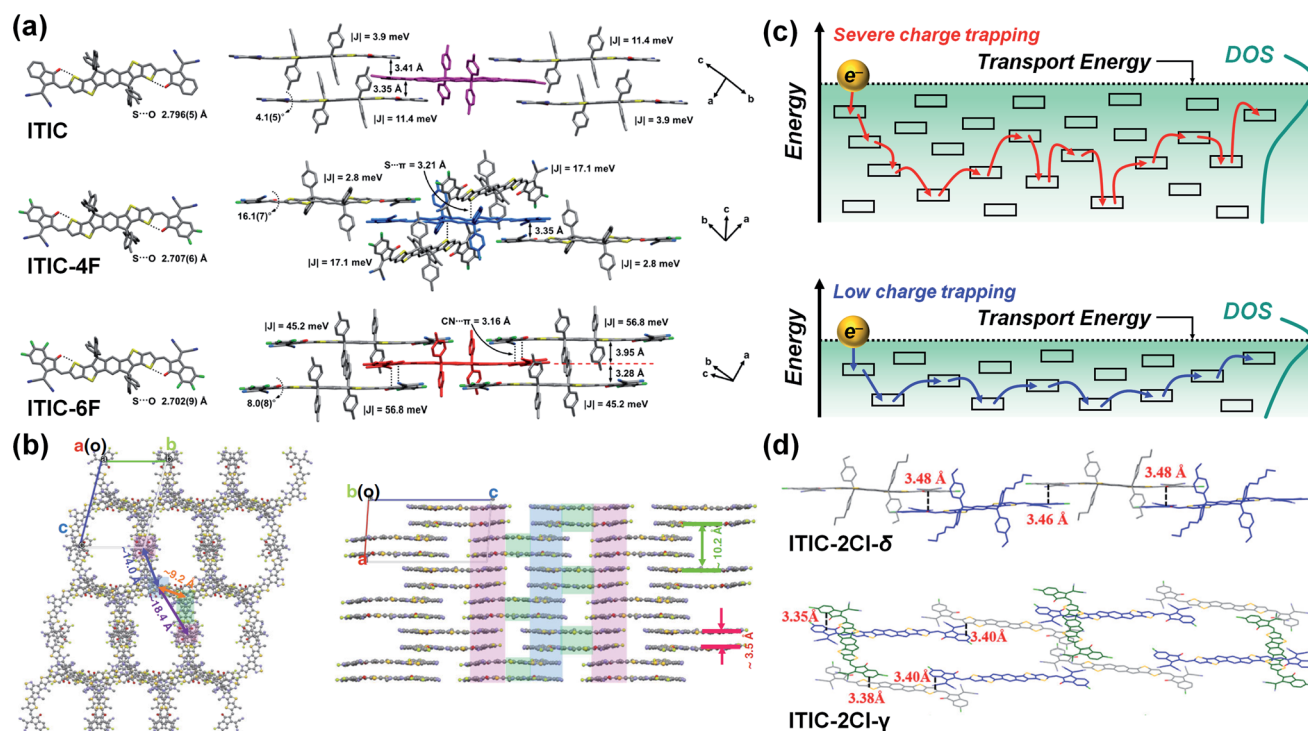 (a)
|J| = 3.9 meV
|J| = 11.4 meV
3.41 Å
3.35 Å
4.1(5)°
|J| = 11.4 meV
|J| = 3.9 meV
S···O 2.796(5) Å
ITIC
c
a
b
S···π = 3.21 Å
|J| = 17.1 meV
|J| = 2.8 meV
16.1(7)°
3.35 Å
|J| = 17.1 meV
|J| = 2.8 meV
S···O 2.707(6) Å
ITIC-4F
c
b
a
CN···π = 3.16 Å
|J| = 45.2 meV
|J| = 56.8 meV
3.95 Å
3.28 Å
8.0(8)°
|J| = 56.8 meV
|J| = 45.2 meV
S···O 2.702(9) Å
ITIC-6F
b
c
a
(b)
a(o)
b
c
~9.2 Å
~18.4 Å
b(o)
c
a
~ 10.2 Å
~ 3.5 Å
(c)
Severe charge trapping
DOS
Transport Energy
e–
Energy
Low charge trapping
DOS
Transport Energy
e–
Energy
(d)
3.48 Å
3.48 Å
3.46 Å
ITIC-2Cl-δ
3.35Å
3.40Å
3.40Å
3.38Å
ITIC-2Cl-γ